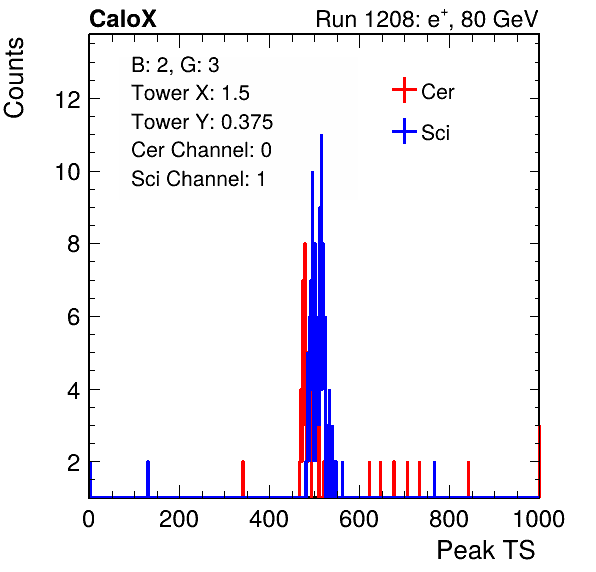 CaloX Run 1208: e⁺, 80 GeV
Counts
B: 2, G: 3
Tower X: 1.5
Tower Y: 0.375
Cer Channel: 0
Sci Channel: 1
Cer
Sci
12
10
8
6
4
2
0 200 400 600 800 1000
Peak TS